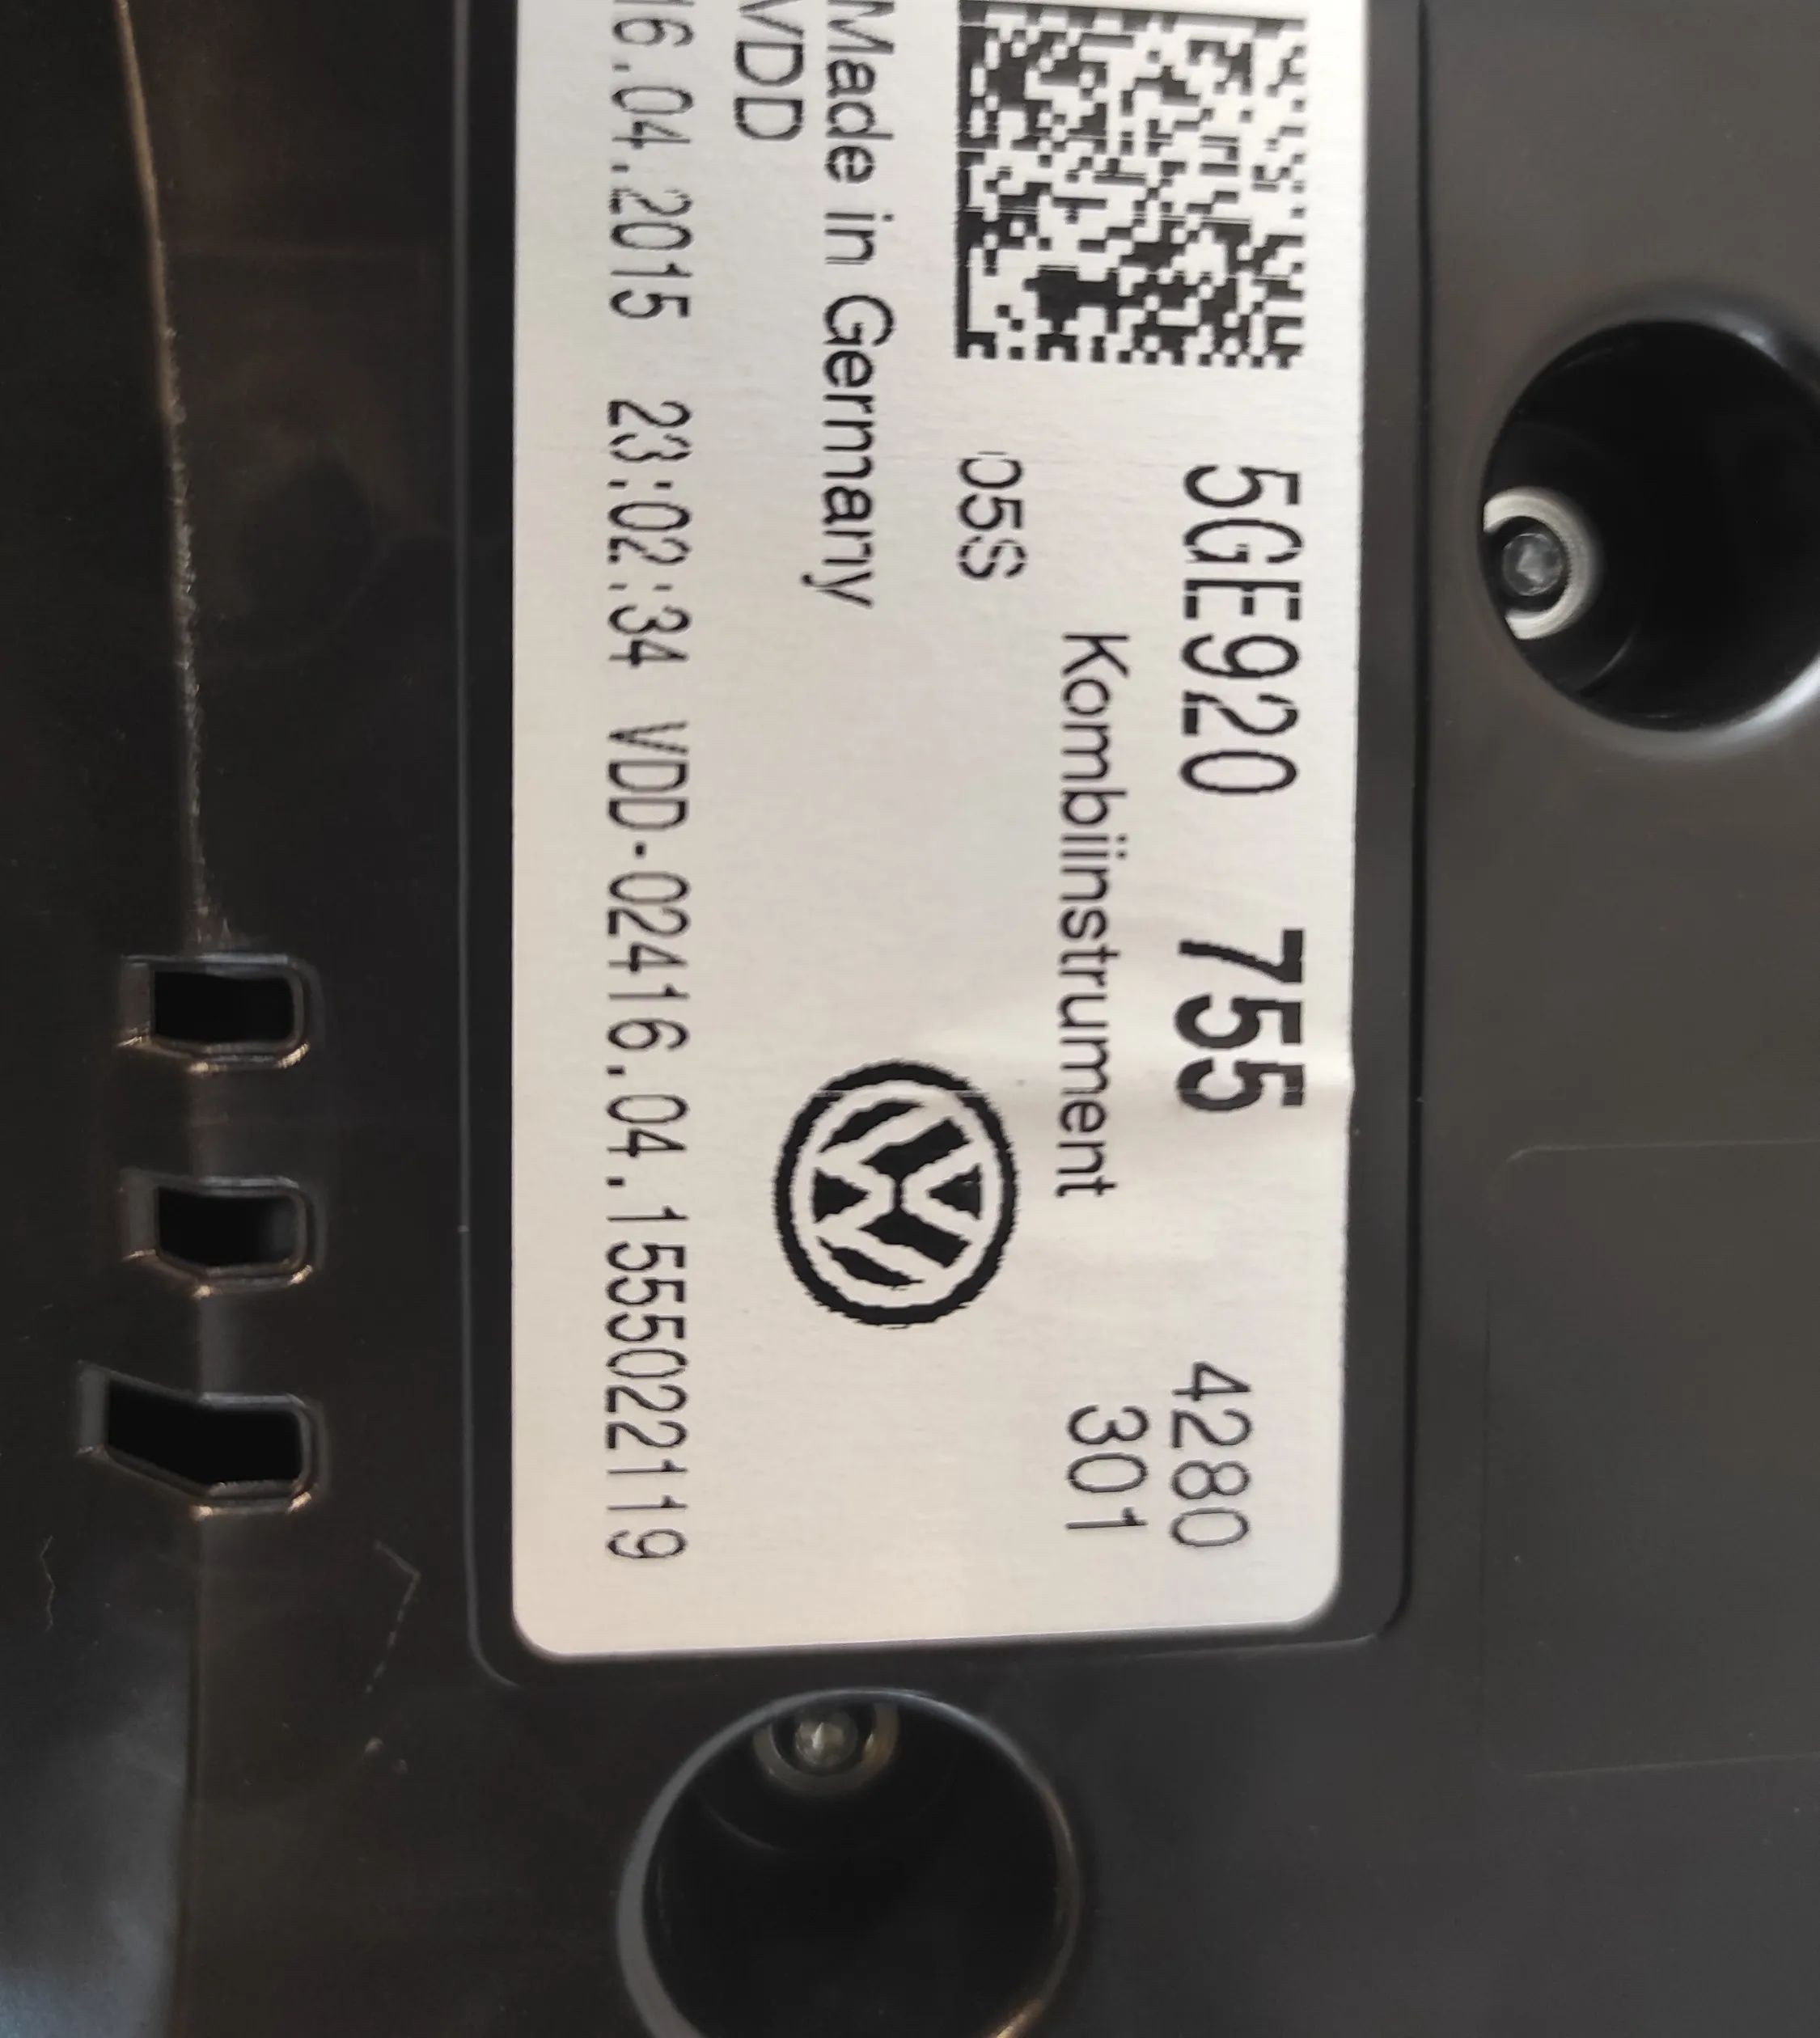 5GE920 755
4280
Kombiinstrument
301
05S
Made in Germany
VDD
16.04.2015 23:02:34 VDD-02416.04.1555022119